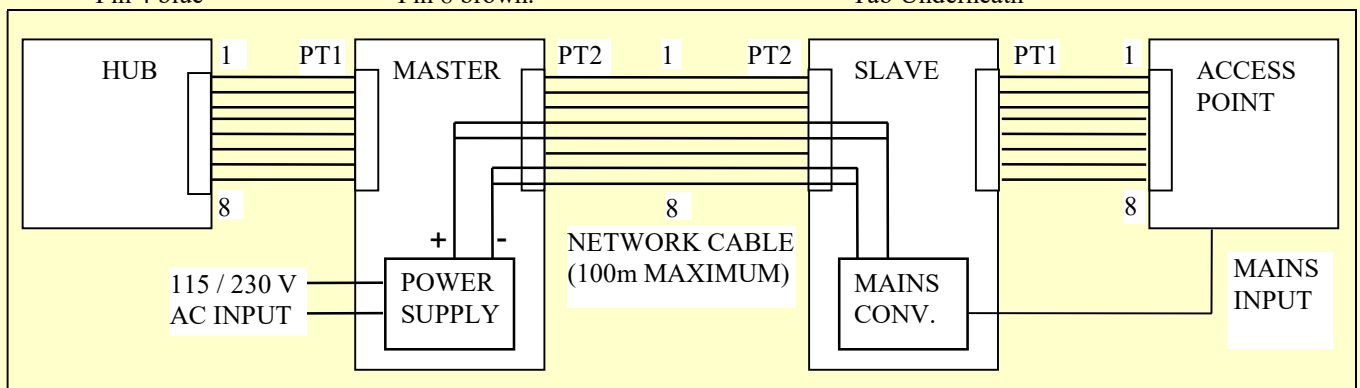 HUB
1
PT1
MASTER
PT2
1
PT2
SLAVE
PT1
1
ACCESS
POINT
8
8
8
+
-
NETWORK CABLE
(100m MAXIMUM)
115 / 230 V
AC INPUT
POWER
SUPPLY
MAINS
CONV.
MAINS
INPUT